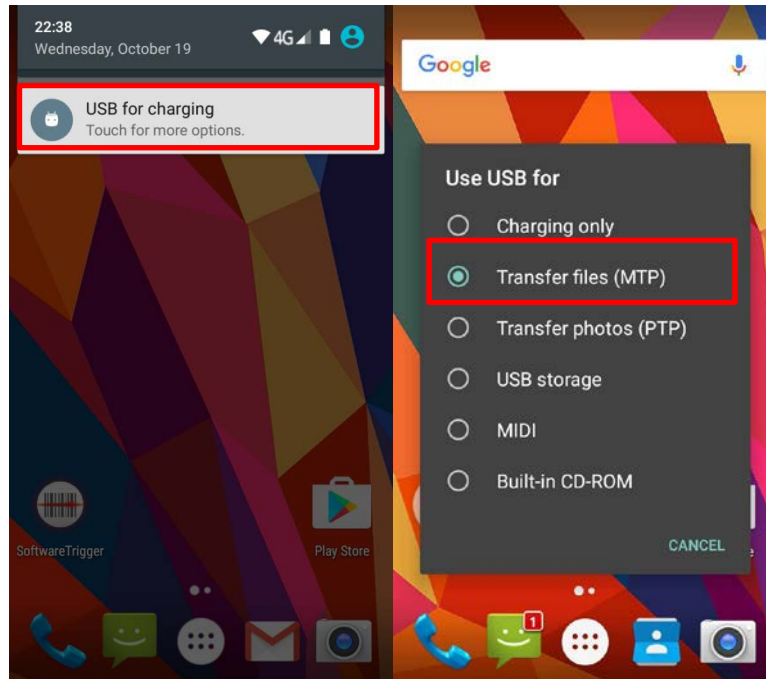 22:38
Wednesday, October 19
4G
USB for charging
Touch for more options.
SoftwareTrigger
Play Store
Google
Use USB for
Charging only
Transfer files (MTP)
Transfer photos (PTP)
USB storage
MIDI
Built-in CD-ROM
CANCEL
e
1